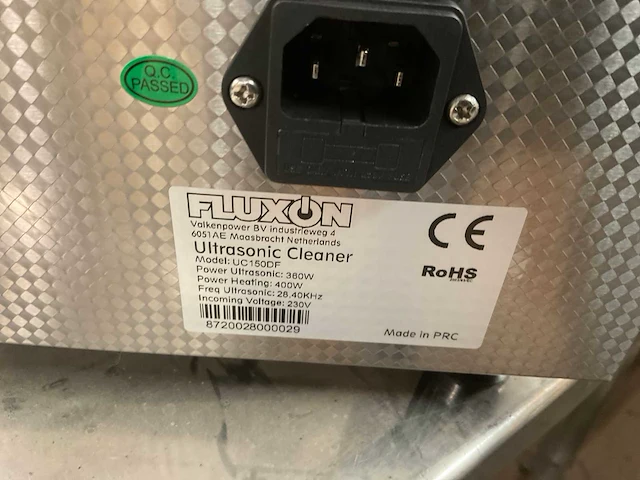 Q.C.
PASSED
FLUXON
Valkenpower BV industrieweg 4
6051AE Maasbracht Netherlands
Ultrasonic Cleaner
Model: UC150DF
Power Ultrasonic: 360W
Power Heating: 400W
Freq Ultrasonic: 28.40KHz
Incoming Voltage: 230V
8720028000029
CE
RoHS
Made in PRC